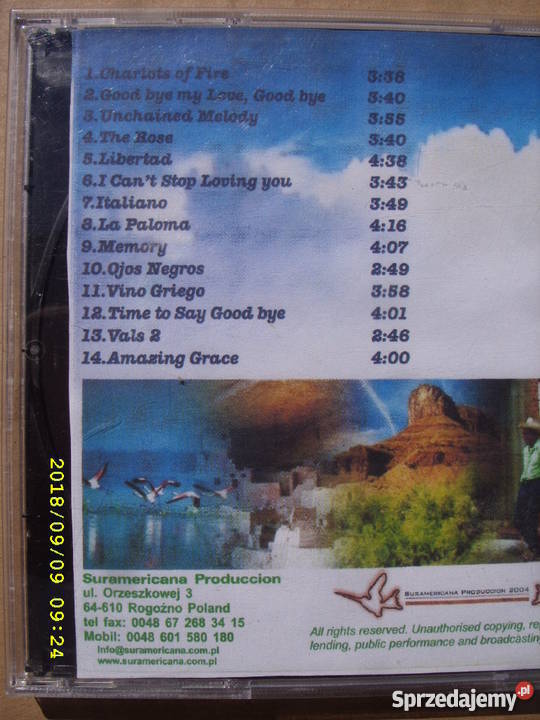 1.Chariots of Fire 3:38
2.Good bye my Love, Good bye 3:40
3.Unchained Melody 3:55
4.The Rose 3:40
5.Libertad 4:38
6.I Can't Stop Loving you 3:43
7.Italiano 3:49
8.La Paloma 4:16
9.Memory 4:07
10.Ojos Negros 2:49
11.Vino Griego 3:58
12.Time to Say Good bye 4:01
13.Vals 2 2:46
14.Amazing Grace 4:00
2018/09/09 09:24
Suramericana Produccion
ul. Orzeszkowej 3
64-610 Rogoźno Poland
tel fax: 0048 67 268 34 15
Mobil: 0048 601 580 180
Info@suramericana.com.pl
www.suramericana.com.pl
Suramericana Produccion 2004
All rights reserved. Unauthorised copying, rep
lending, public performance and broadcasting
Sprzedajemy.pl